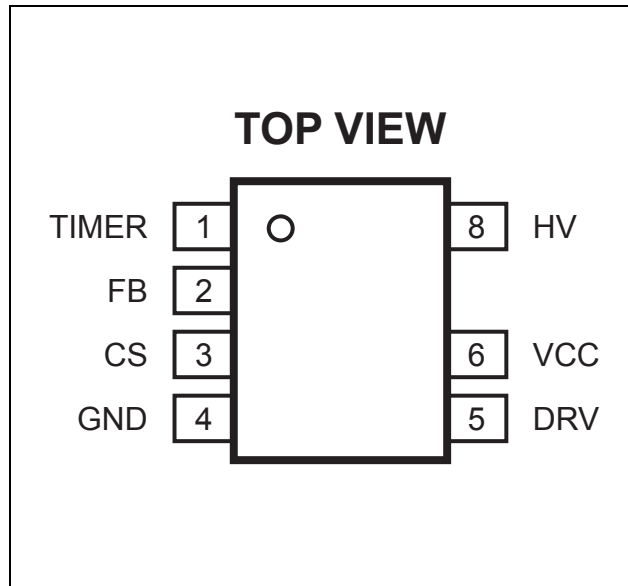 TOP VIEW
TIMER 1 8 HV
FB 2
CS 3 6 VCC
GND 4 5 DRV